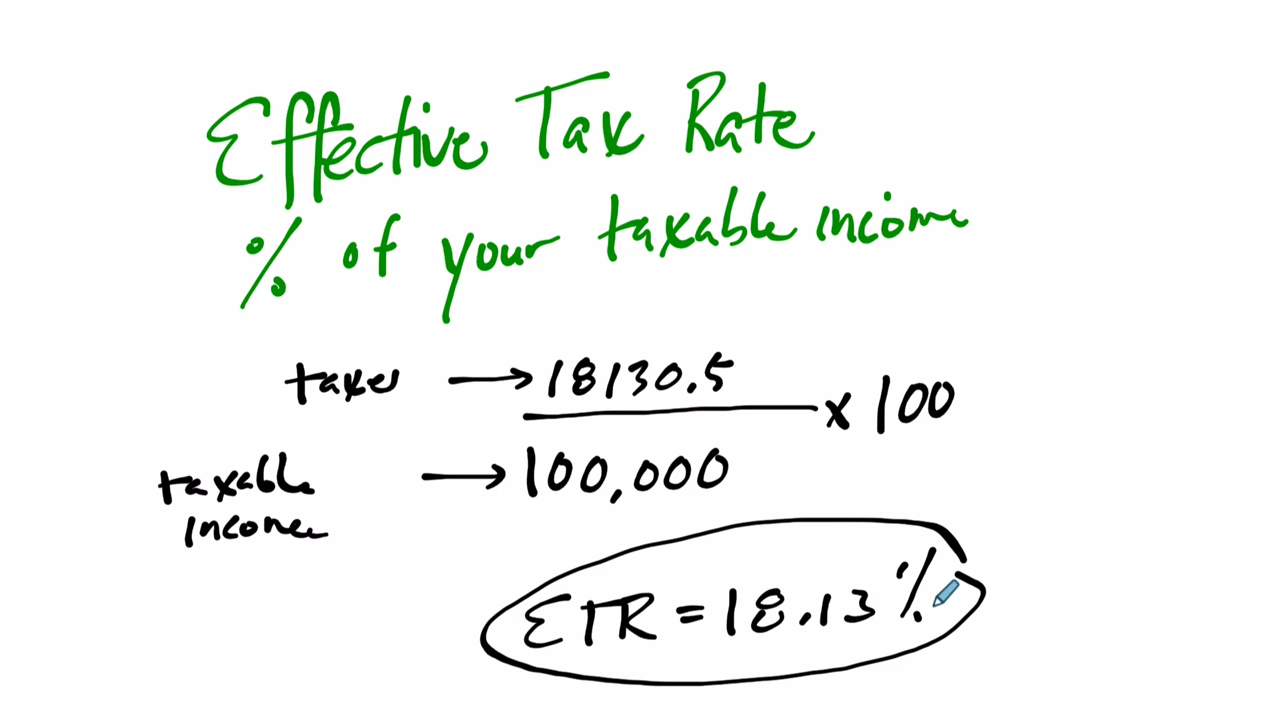 Effective Tax Rate
% of your taxable income
taxes → 18130.5
x 100
taxable → 100,000
income
ETR = 18.13 %